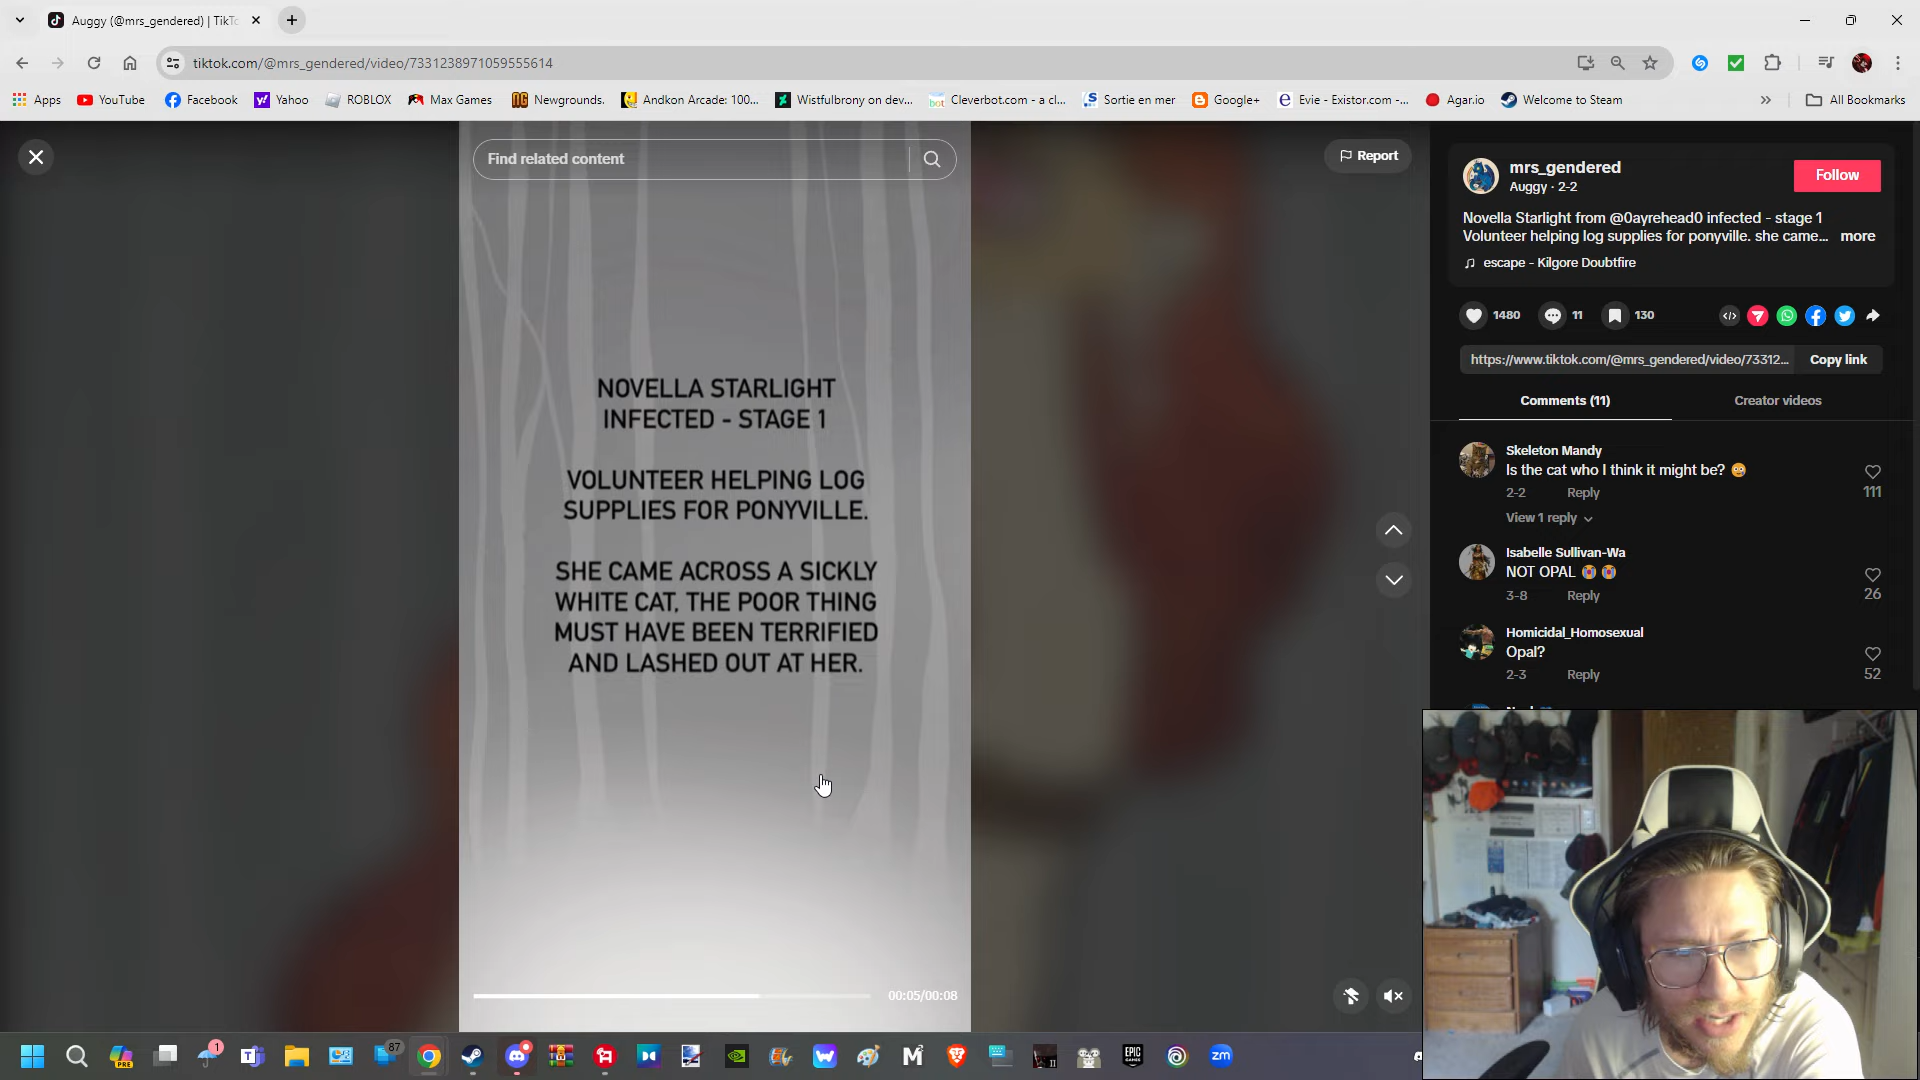 Auggy (@mrs_gendered) | TikTo
tiktok.com/@mrs_gendered/video/7331238971059555614
Apps
YouTube
Facebook
Yahoo
ROBLOX
Max Games
Newgrounds.
Andkon Arcade: 100...
Wistfulbrony on dev...
Cleverbot.com - a cl...
Sortie en mer
Google+
Evie - Existor.com -...
Agar.io
Welcome to Steam
All Bookmarks
Find related content
Report
NOVELLA STARLIGHT
INFECTED - STAGE 1
VOLUNTEER HELPING LOG
SUPPLIES FOR PONYVILLE.
SHE CAME ACROSS A SICKLY
WHITE CAT, THE POOR THING
MUST HAVE BEEN TERRIFIED
AND LASHED OUT AT HER.
00:05/00:08
mrs_gendered
Auggy · 2-2
Follow
Novella Starlight from @0ayrehead0 infected - stage 1
Volunteer helping log supplies for ponyville. she came... more
escape - Kilgore Doubtfire
1480
11
130
https://www.tiktok.com/@mrs_gendered/video/73312...
Copy link
Comments (11)
Creator videos
Skeleton Mandy
Is the cat who I think it might be? 😳
2-2 Reply
111
View 1 reply
Isabelle Sullivan-Wa
NOT OPAL 😭 😭
3-8 Reply
26
Homicidal_Homosexual
Opal?
2-3 Reply
52
PRE
1
87
EPIC
GAMES
zm